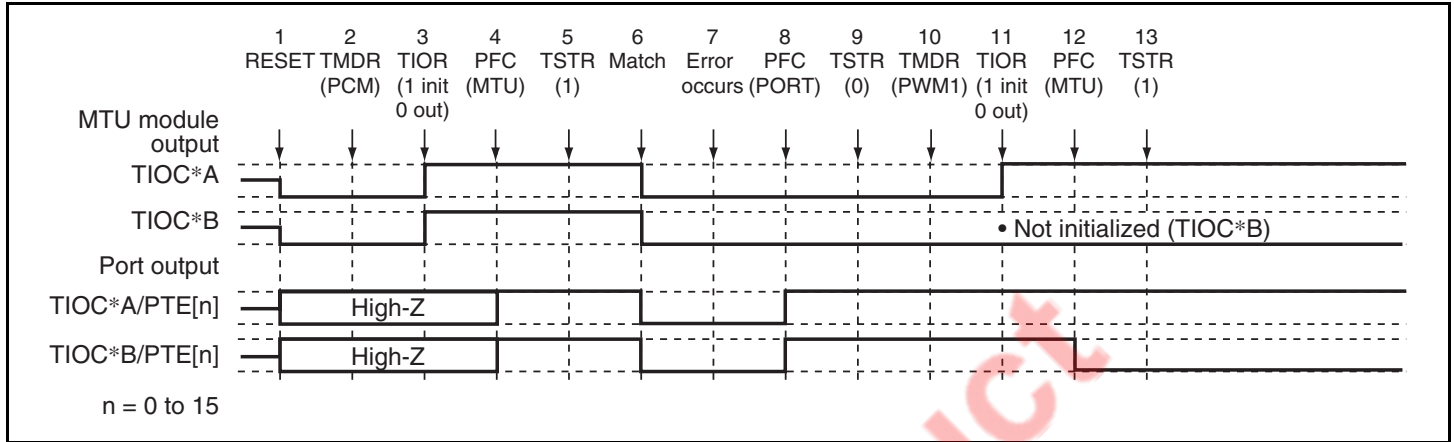 1 2 3 4 5 6 7 8 9 10 11 12 13
RESET TMDR TIOR PFC TSTR Match Error PFC TSTR TMDR TIOR PFC TSTR
(PCM) (1 init (MTU) (1) occurs (PORT) (0) (PWM1) (1 init (MTU) (1)
0 out) 0 out)
MTU module
output
TIOC*A
TIOC*B
• Not initialized (TIOC*B)
Port output
TIOC*A/PTE[n]
High-Z
TIOC*B/PTE[n]
High-Z
n = 0 to 15
uct